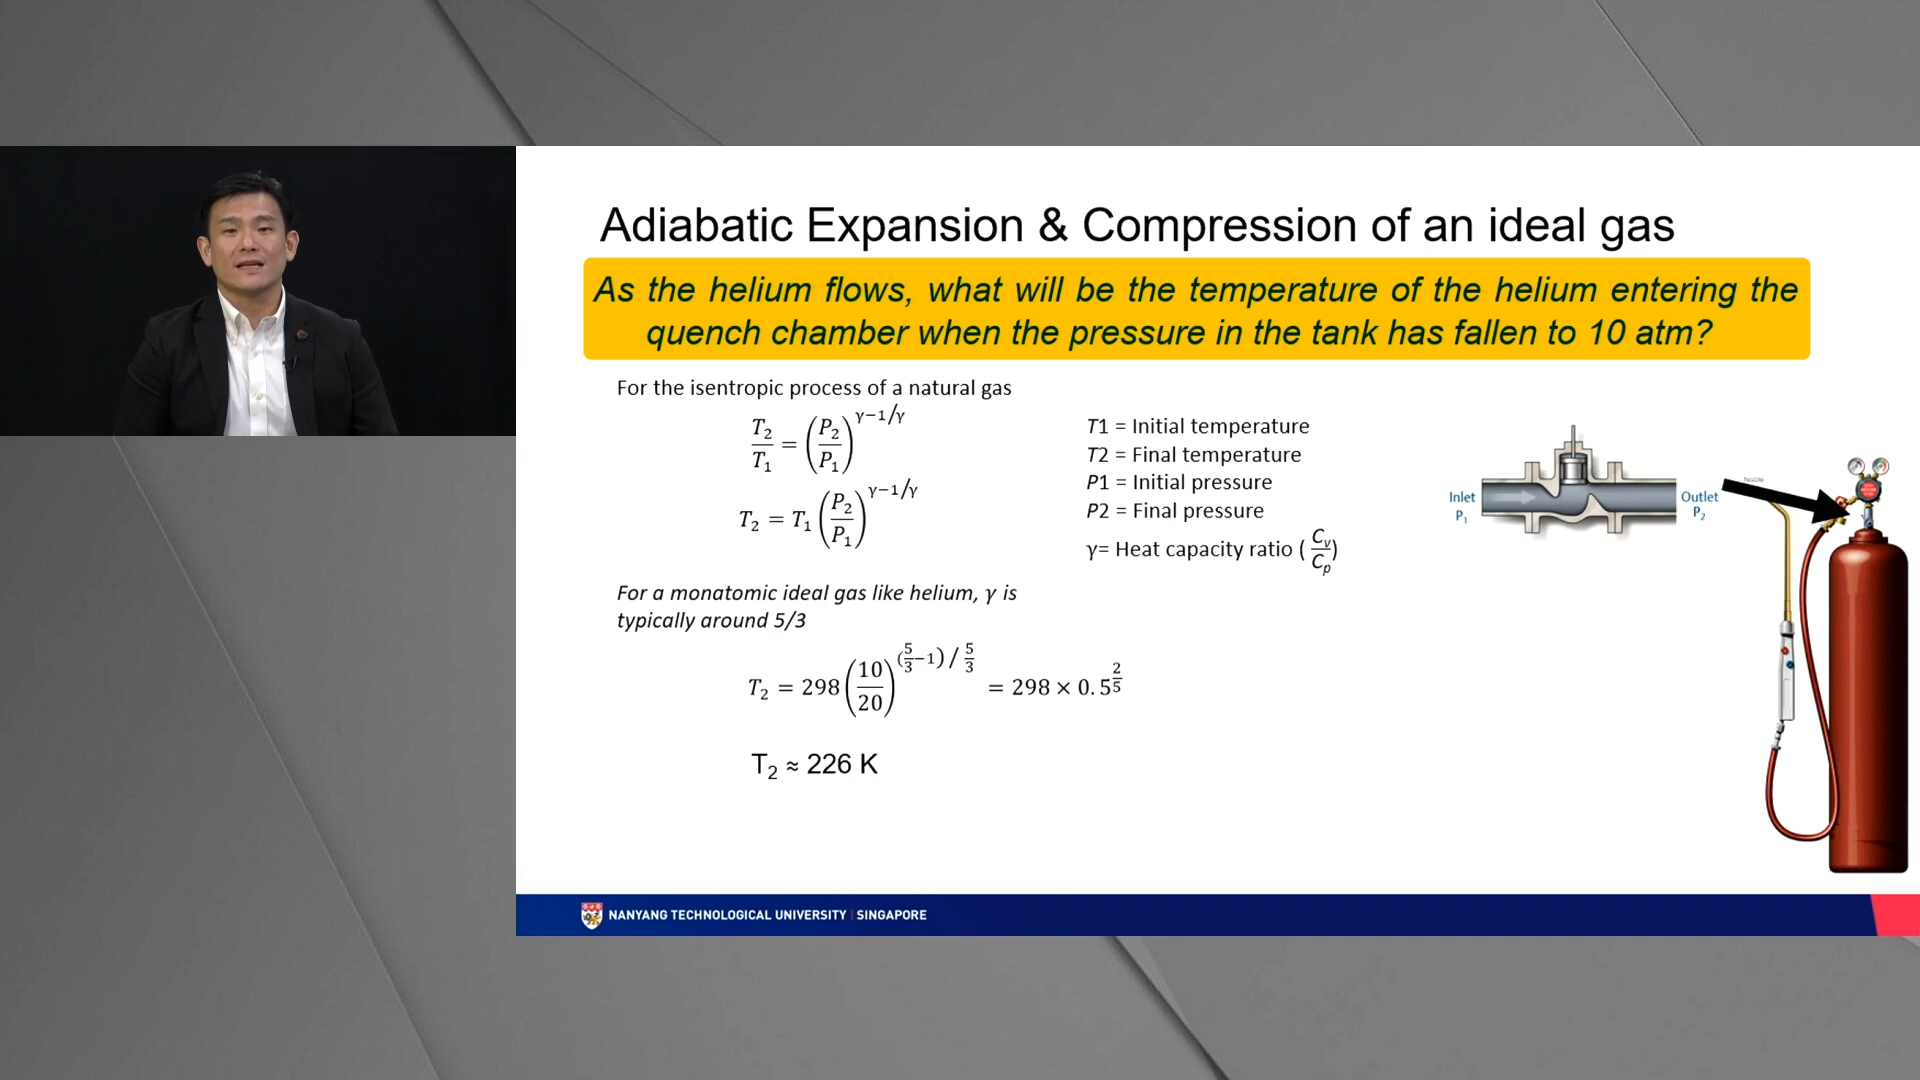 Adiabatic Expansion & Compression of an ideal gas
As the helium flows, what will be the temperature of the helium entering the
quench chamber when the pressure in the tank has fallen to 10 atm?
For the isentropic process of a natural gas
T₂/T₁ = (P₂/P₁)^(γ−1/γ)
T₂ = T₁ (P₂/P₁)^(γ−1/γ)
T1 = Initial temperature
T2 = Final temperature
P1 = Initial pressure
P2 = Final pressure
γ= Heat capacity ratio (Cᵥ/Cₚ)
For a monatomic ideal gas like helium, γ is
typically around 5/3
T₂ = 298 (10/20)^((5/3−1) / 5/3) = 298 × 0.5^(2/5)
T₂ ≈ 226 K
Inlet
P₁
Outlet
P₂
Nozzle
NANYANG TECHNOLOGICAL UNIVERSITY | SINGAPORE